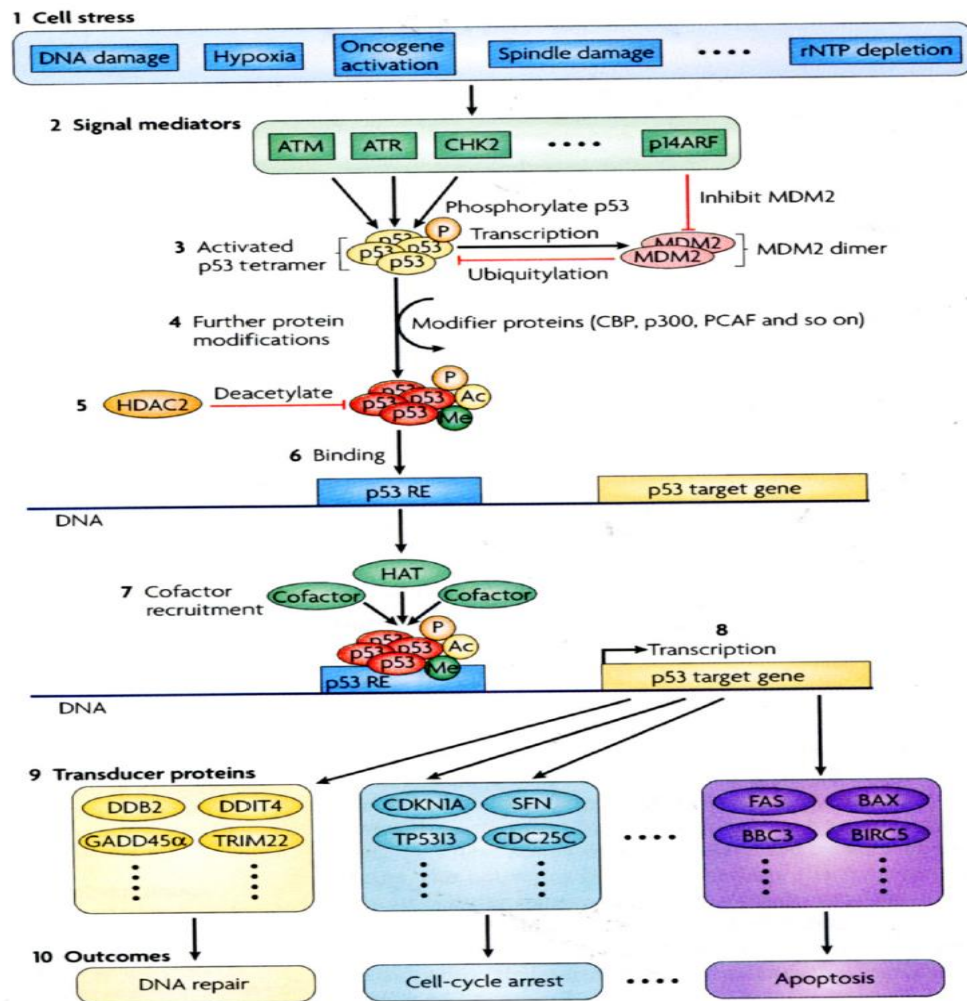 1 Cell stress
DNA damage
Hypoxia
Oncogene
activation
Spindle damage
rNTP depletion
2 Signal mediators
ATM
ATR
CHK2
p14ARF
Inhibit MDM2
Phosphorylate p53
P
3 Activated
p53 tetramer
p53
p53
p53
p53
Transcription
Ubiquitylation
MDM2
MDM2
MDM2 dimer
4 Further protein
modifications
Modifier proteins (CBP, p300, PCAF and so on)
5
HDAC2
Deacetylate
p53
p53
p53
p53
P
Ac
Me
6 Binding
p53 RE
p53 target gene
DNA
7 Cofactor
recruitment
HAT
Cofactor
Cofactor
p53
p53
p53
p53
P
Ac
Me
p53 RE
8
Transcription
p53 target gene
DNA
9 Transducer proteins
DDB2
DDIT4
GADD45α
TRIM22
CDKN1A
SFN
TP53I3
CDC25C
FAS
BAX
BBC3
BIRC5
10 Outcomes
DNA repair
Cell-cycle arrest
Apoptosis